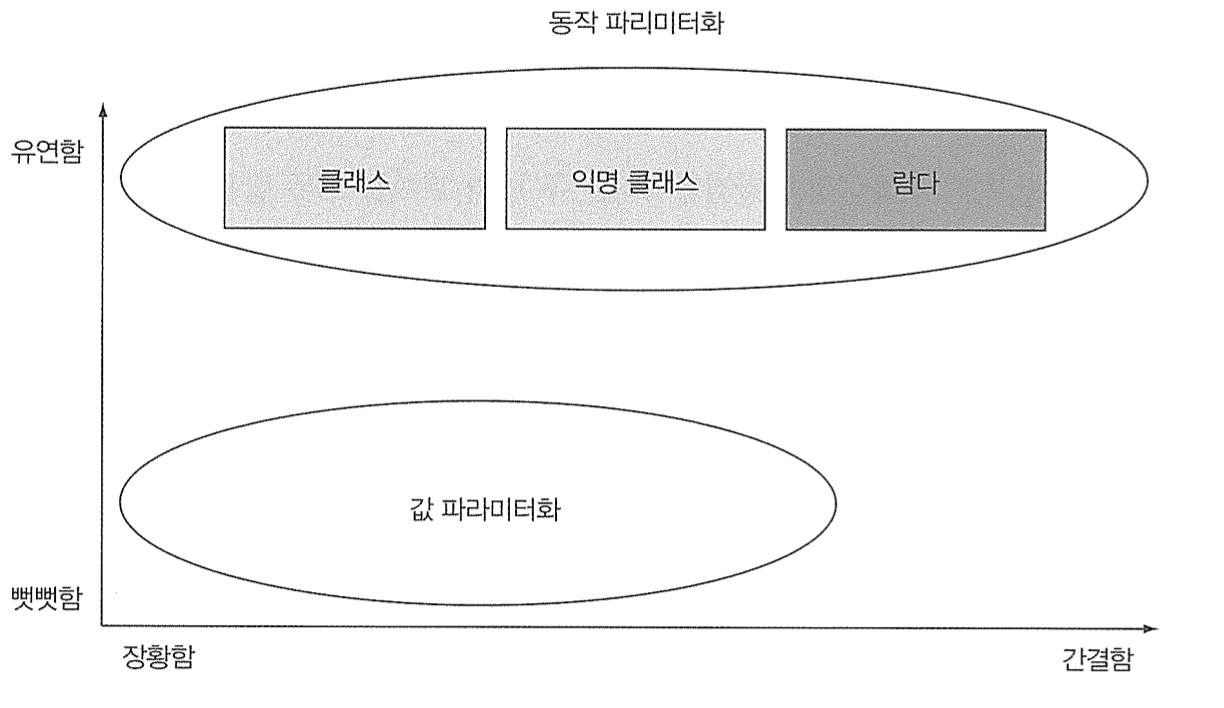 동작 파리미터화
유연함
클래스
익명 클래스
람다
값 파라미터화
뻣뻣함
장황함
간결함